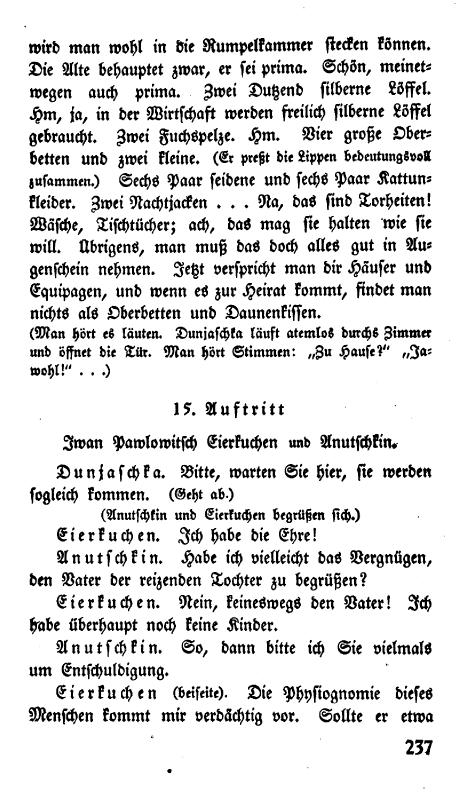 wird man wohl in die Rumpelkammer stecken können.
Die Alte behauptet zwar, er sei prima. Schön, meinet-
wegen auch prima. Zwei Dutzend silberne Löffel.
Hm, ja, in der Wirtschaft werden freilich silberne Löffel
gebraucht. Zwei Fuchspelze. Hm. Vier große Ober-
betten und zwei kleine. (Er preßt die Lippen bedeutungsvoll
zusammen.) Sechs Paar seidene und sechs Paar Kattun-
kleider. Zwei Nachtjacken . . . Na, das sind Torheiten!
Wäsche, Tischtücher; ach, das mag sie halten wie sie
will. Übrigens, man muß das doch alles gut in Au-
genschein nehmen. Jetzt verspricht man dir Häuser und
Equipagen, und wenn es zur Heirat kommt, findet man
nichts als Oberbetten und Daunenkissen.
(Man hört es läuten. Dunjaschka läuft atemlos durchs Zimmer
und öffnet die Tür. Man hört Stimmen: „Zu Hause?“ „Ja-
wohl!“ . . .)
15. Auftritt
Iwan Pawlowitsch Eierkuchen und Anutschkin.
Dunjaschka. Bitte, warten Sie hier, sie werden
sogleich kommen. (Geht ab.)
(Anutschkin und Eierkuchen begrüßen sich.)
Eierkuchen. Ich habe die Ehre!
Anutschkin. Habe ich vielleicht das Vergnügen,
den Vater der reizenden Tochter zu begrüßen?
Eierkuchen. Nein, keineswegs den Vater! Ich
habe überhaupt noch keine Kinder.
Anutschkin. So, dann bitte ich Sie vielmals
um Entschuldigung.
Eierkuchen (beiseite). Die Physiognomie dieses
Menschen kommt mir verdächtig vor. Sollte er etwa
237